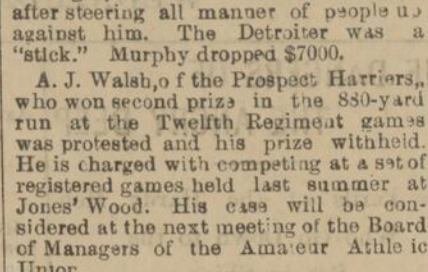 after steering all manner of people up
against him. The Detroiter was a
"stick." Murphy dropped $7000.
A. J. Walsh,o f the Prospect Harriers,,
who won second prize in the 880-yard
run at the Twelfth Regiment games
was protested and his prize withheld.
He is charged with competing at a set of
registered games held last summer at
Jones' Wood. His case will be con-
sidered at the next meeting of the Board
of Managers of the Amateur Athle ic
Union